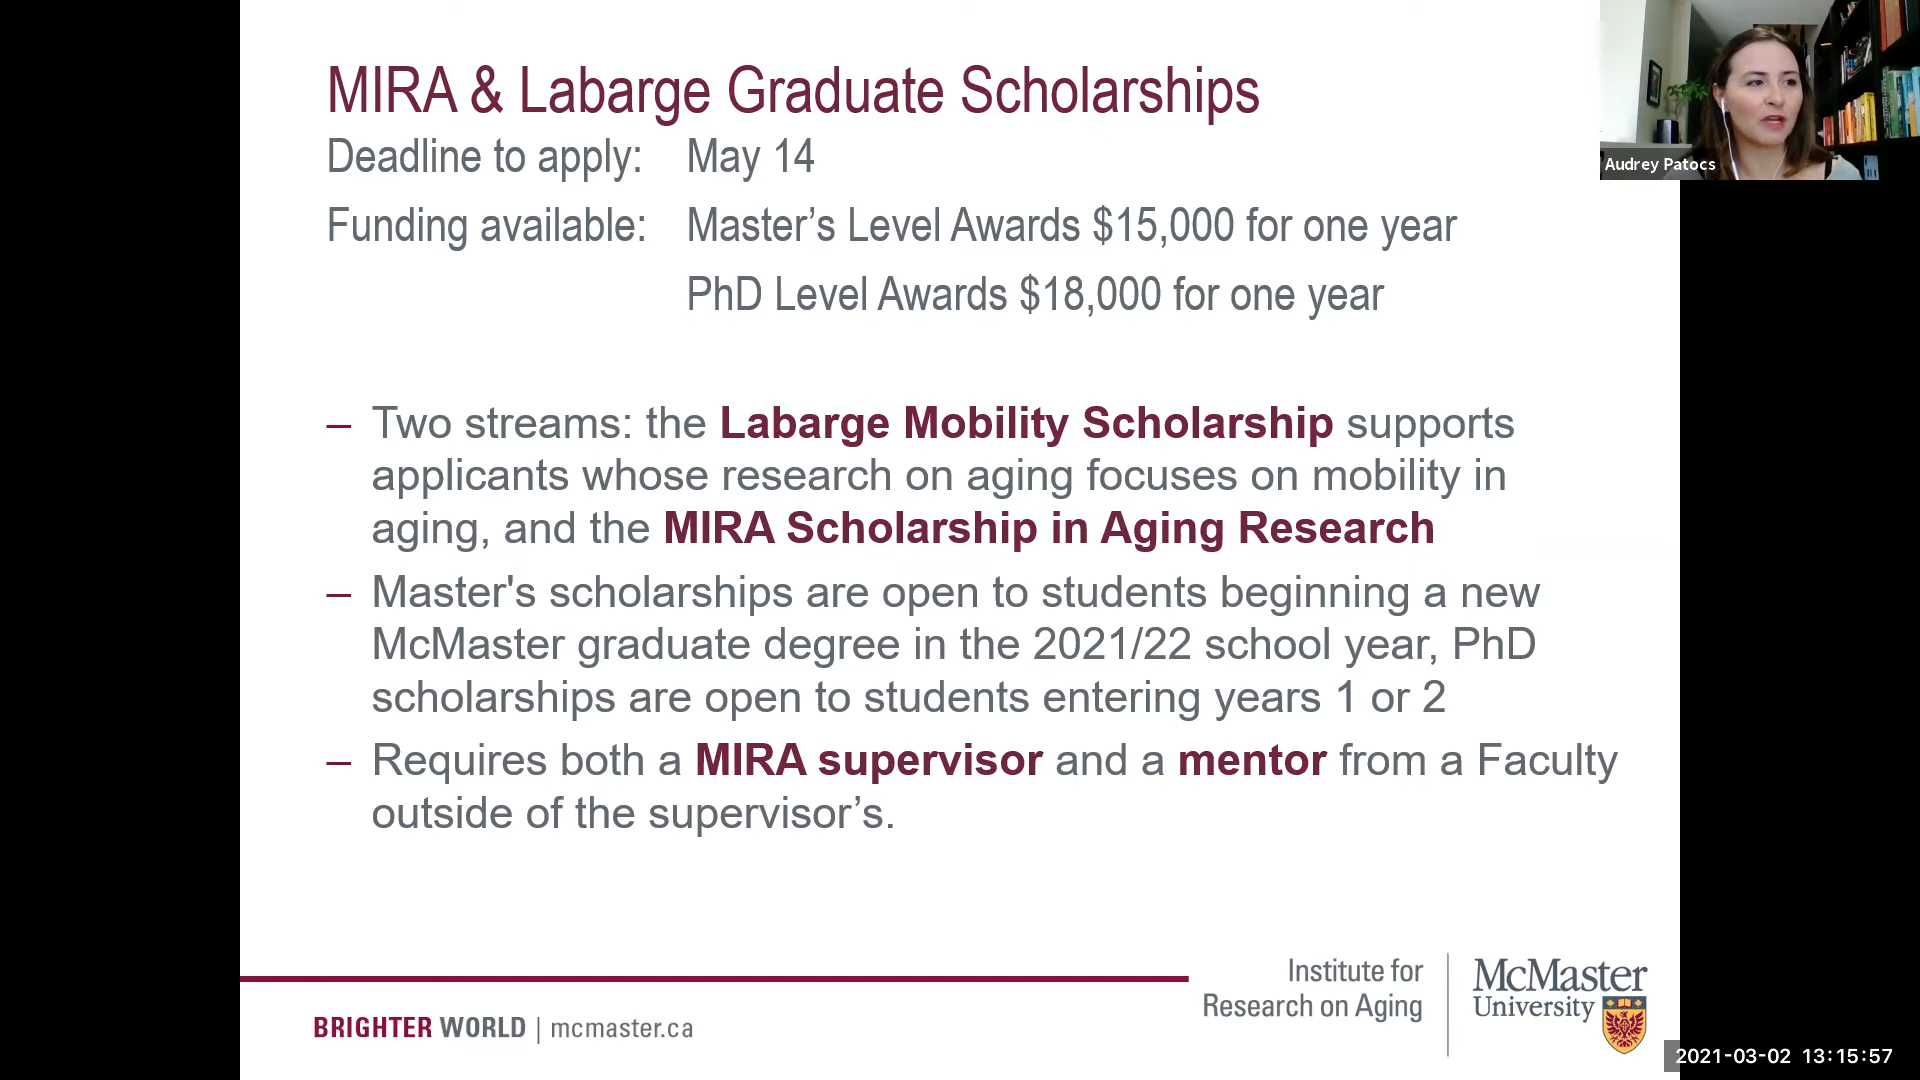 MIRA & Labarge Graduate Scholarships
Deadline to apply: May 14
Funding available: Master’s Level Awards $15,000 for one year
PhD Level Awards $18,000 for one year
– Two streams: the Labarge Mobility Scholarship supports
applicants whose research on aging focuses on mobility in
aging, and the MIRA Scholarship in Aging Research
– Master's scholarships are open to students beginning a new
McMaster graduate degree in the 2021/22 school year, PhD
scholarships are open to students entering years 1 or 2
– Requires both a MIRA supervisor and a mentor from a Faculty
outside of the supervisor’s.
Audrey Patocs
BRIGHTER WORLD | mcmaster.ca
Institute for
Research on Aging
McMaster
University
2021-03-02 13:15:57